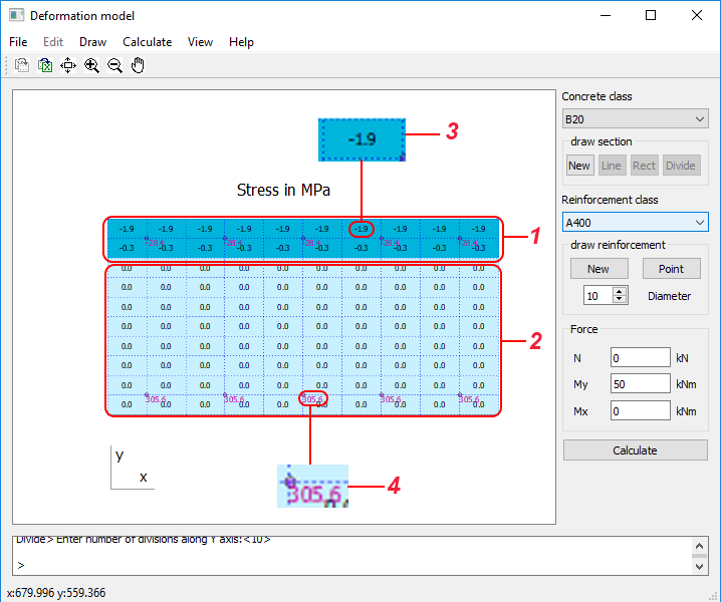 Deformation model
File Edit Draw Calculate View Help
Concrete class
B20
draw section
New Line Rect Divide
Reinforcement class
A400
draw reinforcement
New Point
10 Diameter
Force
N 0 kN
My 50 kNm
Mx 0 kNm
Calculate
-1.9 3
Stress in MPa
-1.9 -1.9 -1.9 -1.9 -1.9 -1.9 -1.9 -1.9 -1.9 -1.9
1
28.4 28.4 28.4 28.4 28.4
-0.3 -0.3 -0.3 -0.3 -0.3 -0.3 -0.3 -0.3 -0.3 -0.3
0.0 0.0 0.0 0.0 0.0 0.0 0.0 0.0 0.0 0.0
0.0 0.0 0.0 0.0 0.0 0.0 0.0 0.0 0.0 0.0
0.0 0.0 0.0 0.0 0.0 0.0 0.0 0.0 0.0 0.0
0.0 0.0 0.0 0.0 0.0 0.0 0.0 0.0 0.0 0.0
2
0.0 0.0 0.0 0.0 0.0 0.0 0.0 0.0 0.0 0.0
0.0 0.0 0.0 0.0 0.0 0.0 0.0 0.0 0.0 0.0
0.0 0.0 0.0 0.0 0.0 0.0 0.0 0.0 0.0 0.0
305.6 305.6 305.6 305.6 305.6
0.0 0.0 0.0 0.0 0.0 0.0 0.0 0.0 0.0 0.0
y
x
305.6 4
Divide> Enter number of divisions along Y axis:<10>
>
x:679.996 y:559.366